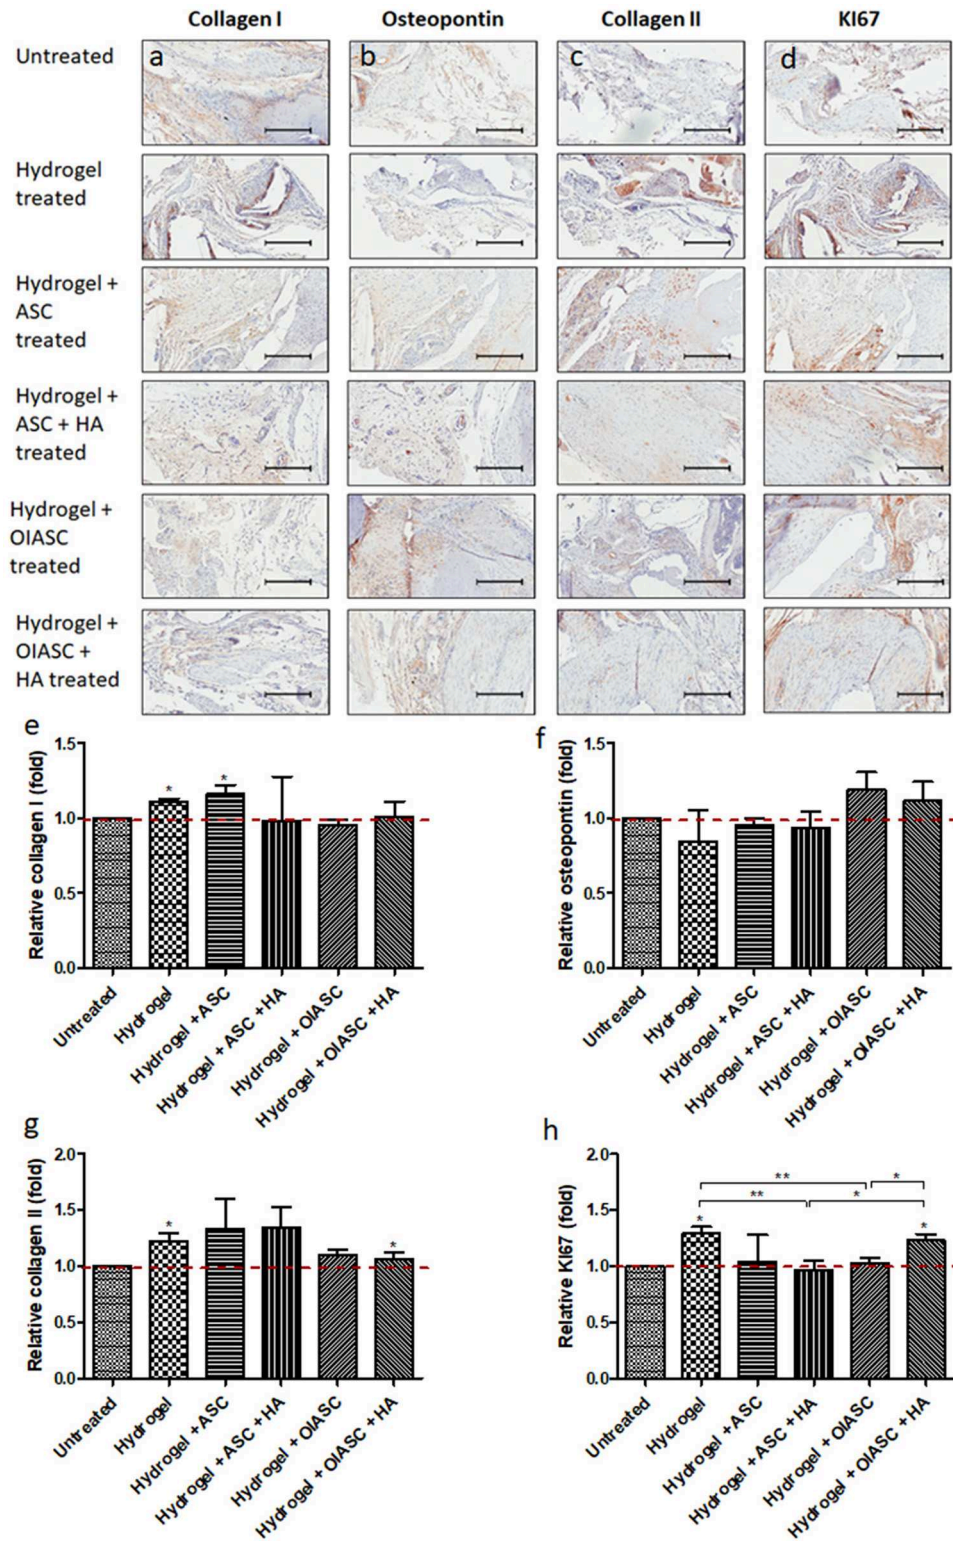 Collagen I Osteopontin Collagen II KI67
Untreated
a b c d
Hydrogel
treated
Hydrogel +
ASC
treated
Hydrogel +
ASC + HA
treated
Hydrogel +
OIASC
treated
Hydrogel +
OIASC +
HA treated
e
Relative collagen I (fold)
1.5
1.0
0.5
0.0
* *
Untreated
Hydrogel
Hydrogel + ASC
Hydrogel + ASC + HA
Hydrogel + OIASC
Hydrogel + OIASC + HA
f
Relative osteopontin (fold)
1.5
1.0
0.5
0.0
Untreated
Hydrogel
Hydrogel + ASC
Hydrogel + ASC + HA
Hydrogel + OIASC
Hydrogel + OIASC + HA
g
Relative collagen II (fold)
2.0
1.5
1.0
0.5
0.0
* *
Untreated
Hydrogel
Hydrogel + ASC
Hydrogel + ASC + HA
Hydrogel + OIASC
Hydrogel + OIASC + HA
h
Relative KI67 (fold)
2.0
1.5
1.0
0.5
0.0
** *
** *
* *
Untreated
Hydrogel
Hydrogel + ASC
Hydrogel + ASC + HA
Hydrogel + OIASC
Hydrogel + OIASC + HA